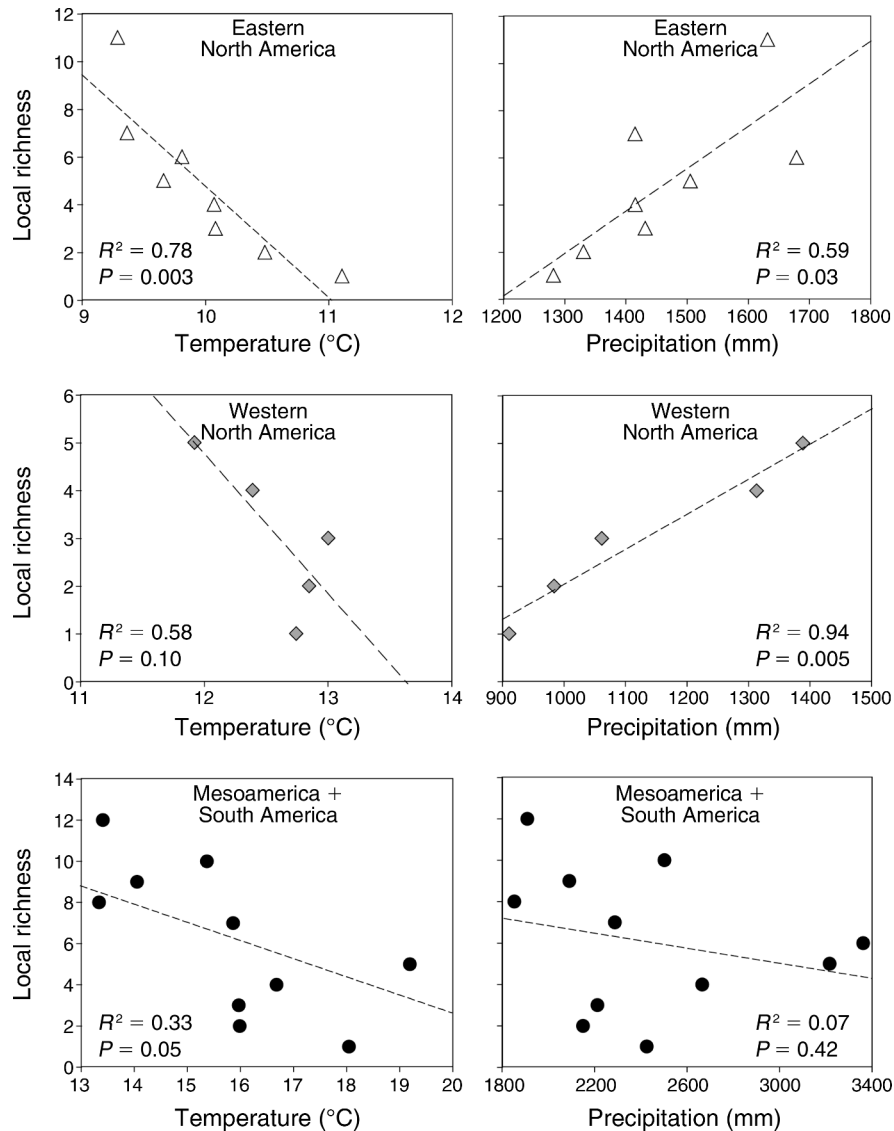 Eastern
North America
Local richness
12
10
8
6
4
2
0
R² = 0.78
P = 0.003
9 10 11 12
Temperature (°C)
Precipitation
North America
R² = 0.59
P = 0.03
1200 1300 1400 1500 1600 1700 1800
Precipitation (mm)
Western
North America
Local richness
6
5
4
3
2
1
0
R² = 0.58
P = 0.10
11 12 13 14
Temperature (°C)
Western
North America
R² = 0.94
P = 0.005
900 1000 1100 1200 1300 1400 1500
Precipitation (mm)
Mesoamerica +
South America
Local richness
14
12
10
8
6
4
2
0
R² = 0.33
P = 0.05
13 14 15 16 17 18 19 20
Temperature (°C)
Mesoamerica +
South America
R² = 0.07
P = 0.42
1800 2200 2600 3000 3400
Precipitation (mm)